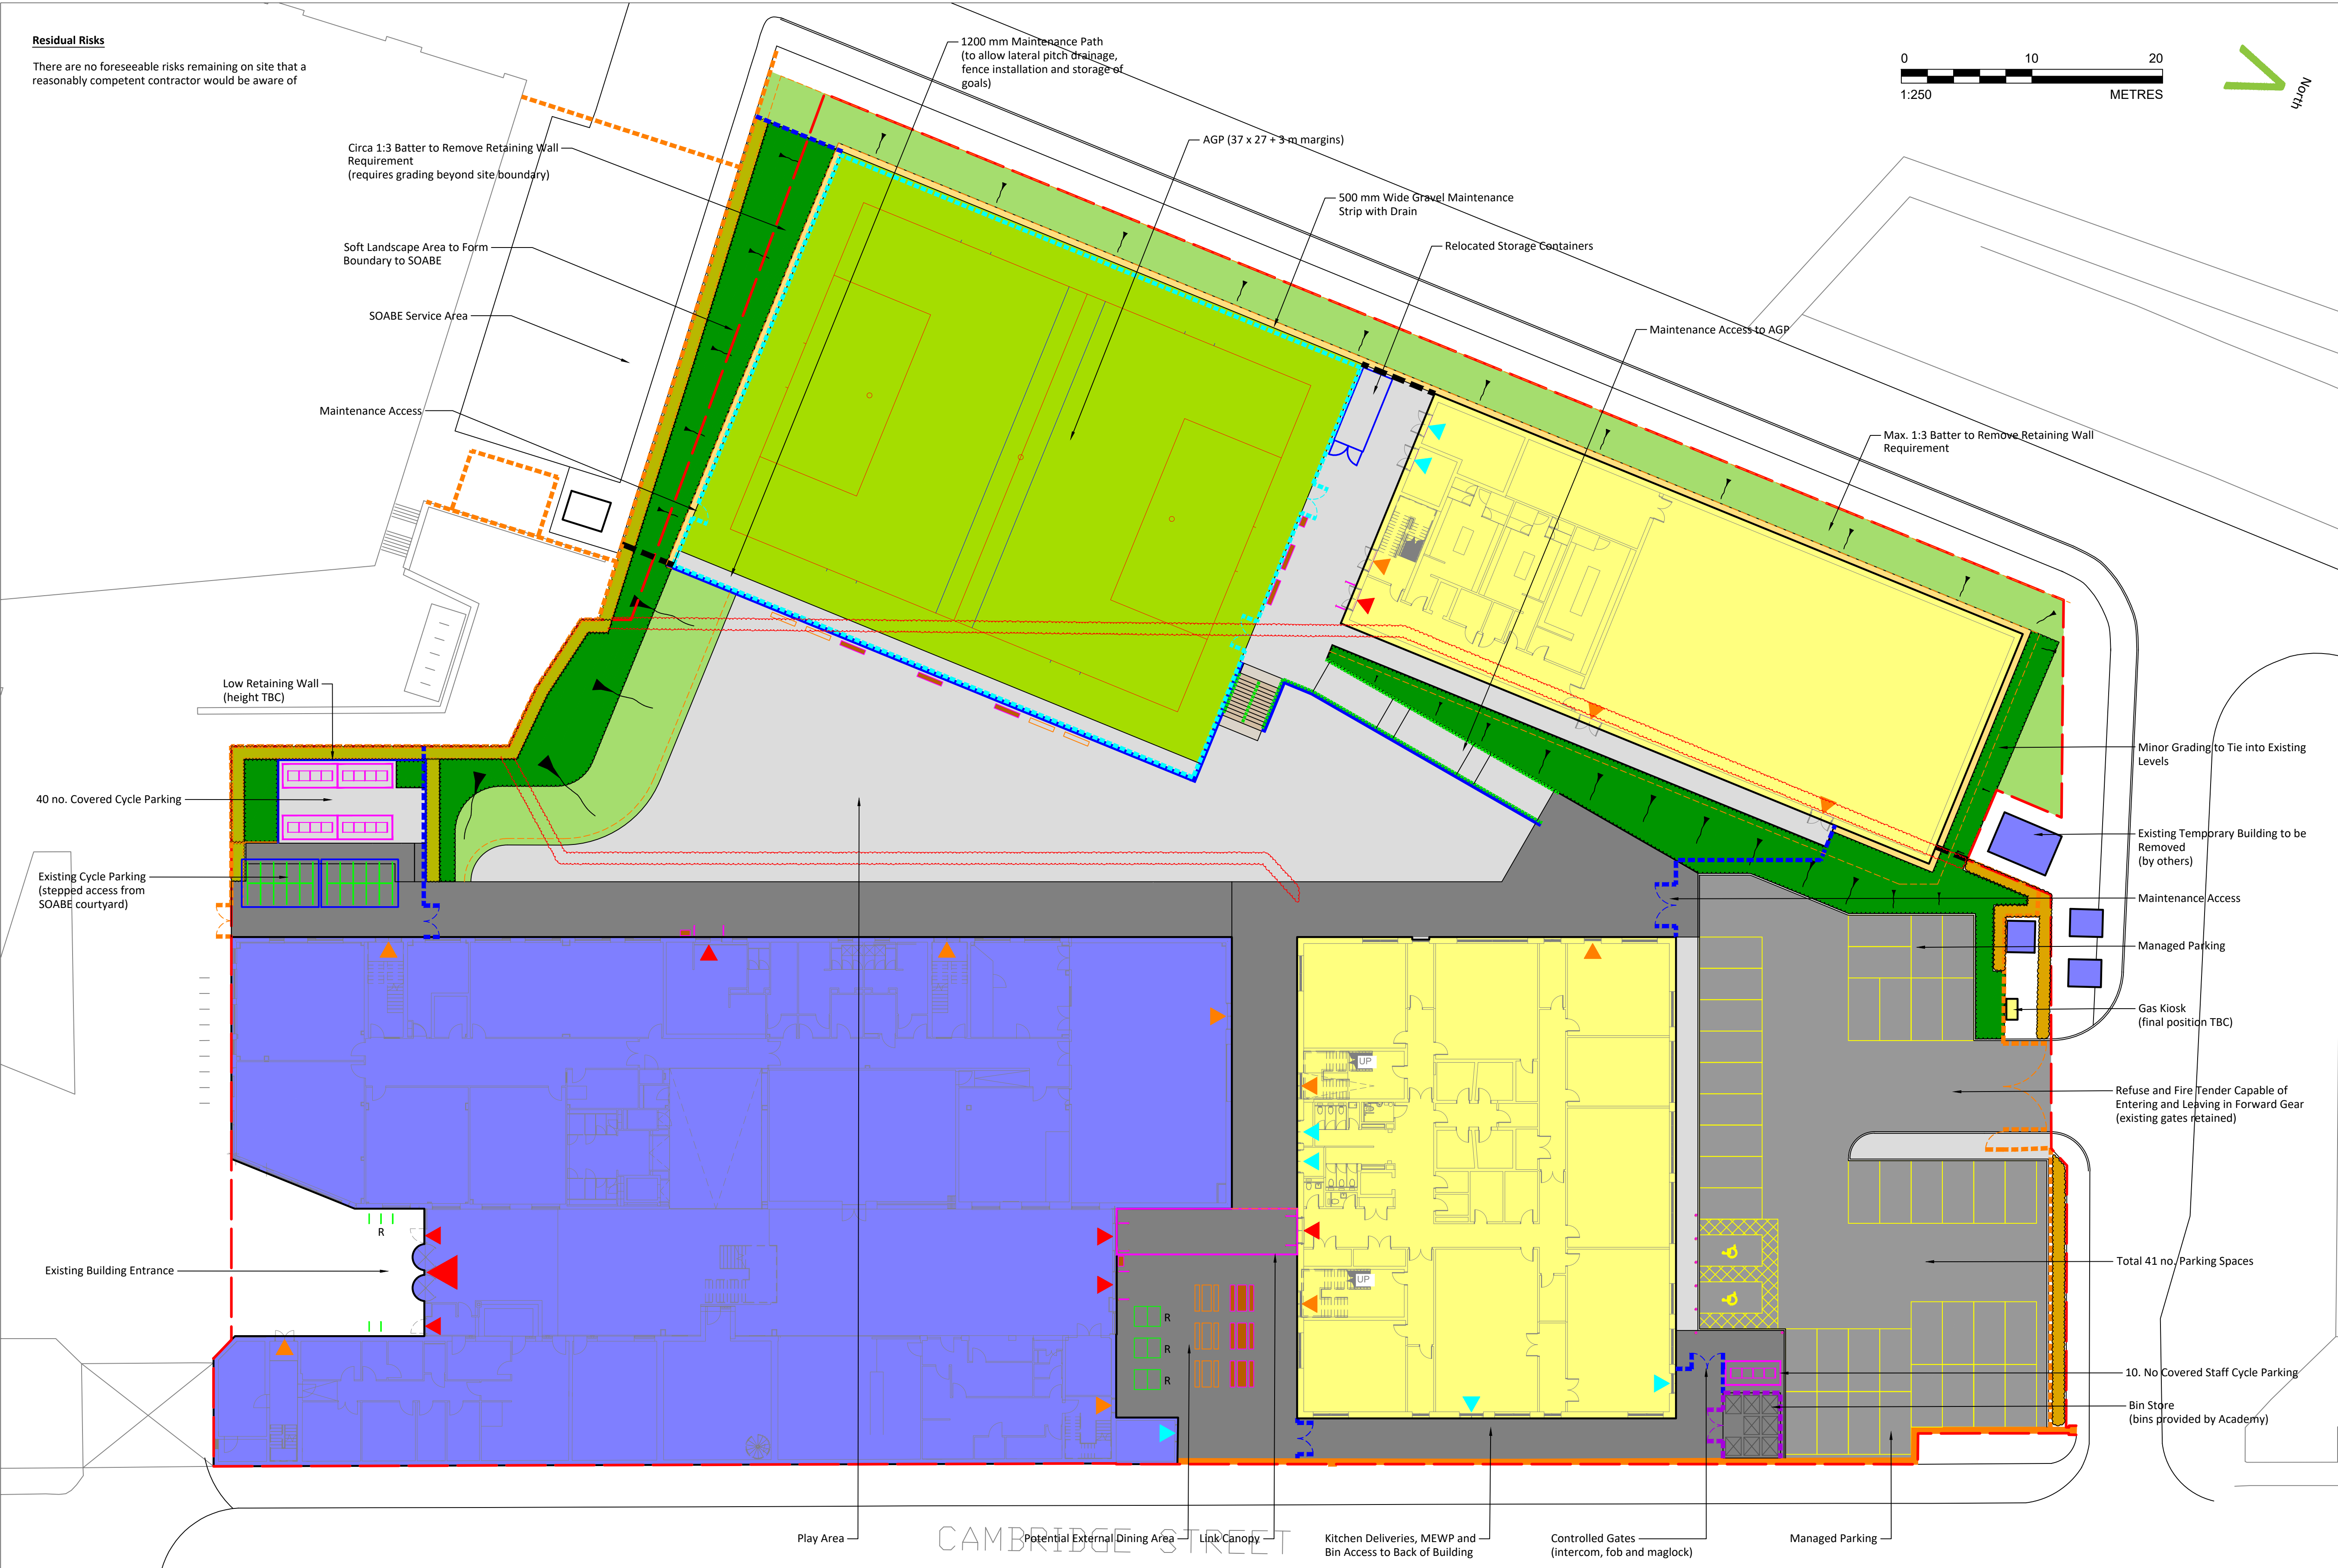 Residual Risks
There are no foreseeable risks remaining on site that a
reasonably competent contractor would be aware of
1200 mm Maintenance Path
(to allow lateral pitch drainage,
fence installation and storage of
goals)
0 10 20
1:250 METRES
North
Circa 1:3 Batter to Remove Retaining Wall
Requirement
(requires grading beyond site boundary)
AGP (37 x 27 + 3 m margins)
500 mm Wide Gravel Maintenance
Strip with Drain
Soft Landscape Area to Form
Boundary to SOABE
Relocated Storage Containers
SOABE Service Area
Maintenance Access to AGP
Maintenance Access
Max. 1:3 Batter to Remove Retaining Wall
Requirement
Low Retaining Wall
(height TBC)
Minor Grading to Tie into Existing
Levels
40 no. Covered Cycle Parking
Existing Temporary Building to be
Removed
(by others)
Existing Cycle Parking
(stepped access from
SOABE courtyard)
Maintenance Access
Managed Parking
Gas Kiosk
(final position TBC)
UP
Refuse and Fire Tender Capable of
Entering and Leaving in Forward Gear
(existing gates retained)
R
Existing Building Entrance
Total 41 no. Parking Spaces
UP
R
R
R
10. No Covered Staff Cycle Parking
Bin Store
(bins provided by Academy)
Play Area
Potential External Dining Area
Link Canopy
Kitchen Deliveries, MEWP and
Bin Access to Back of Building
Controlled Gates
(intercom, fob and maglock)
Managed Parking
CAMBRIDGE STREET